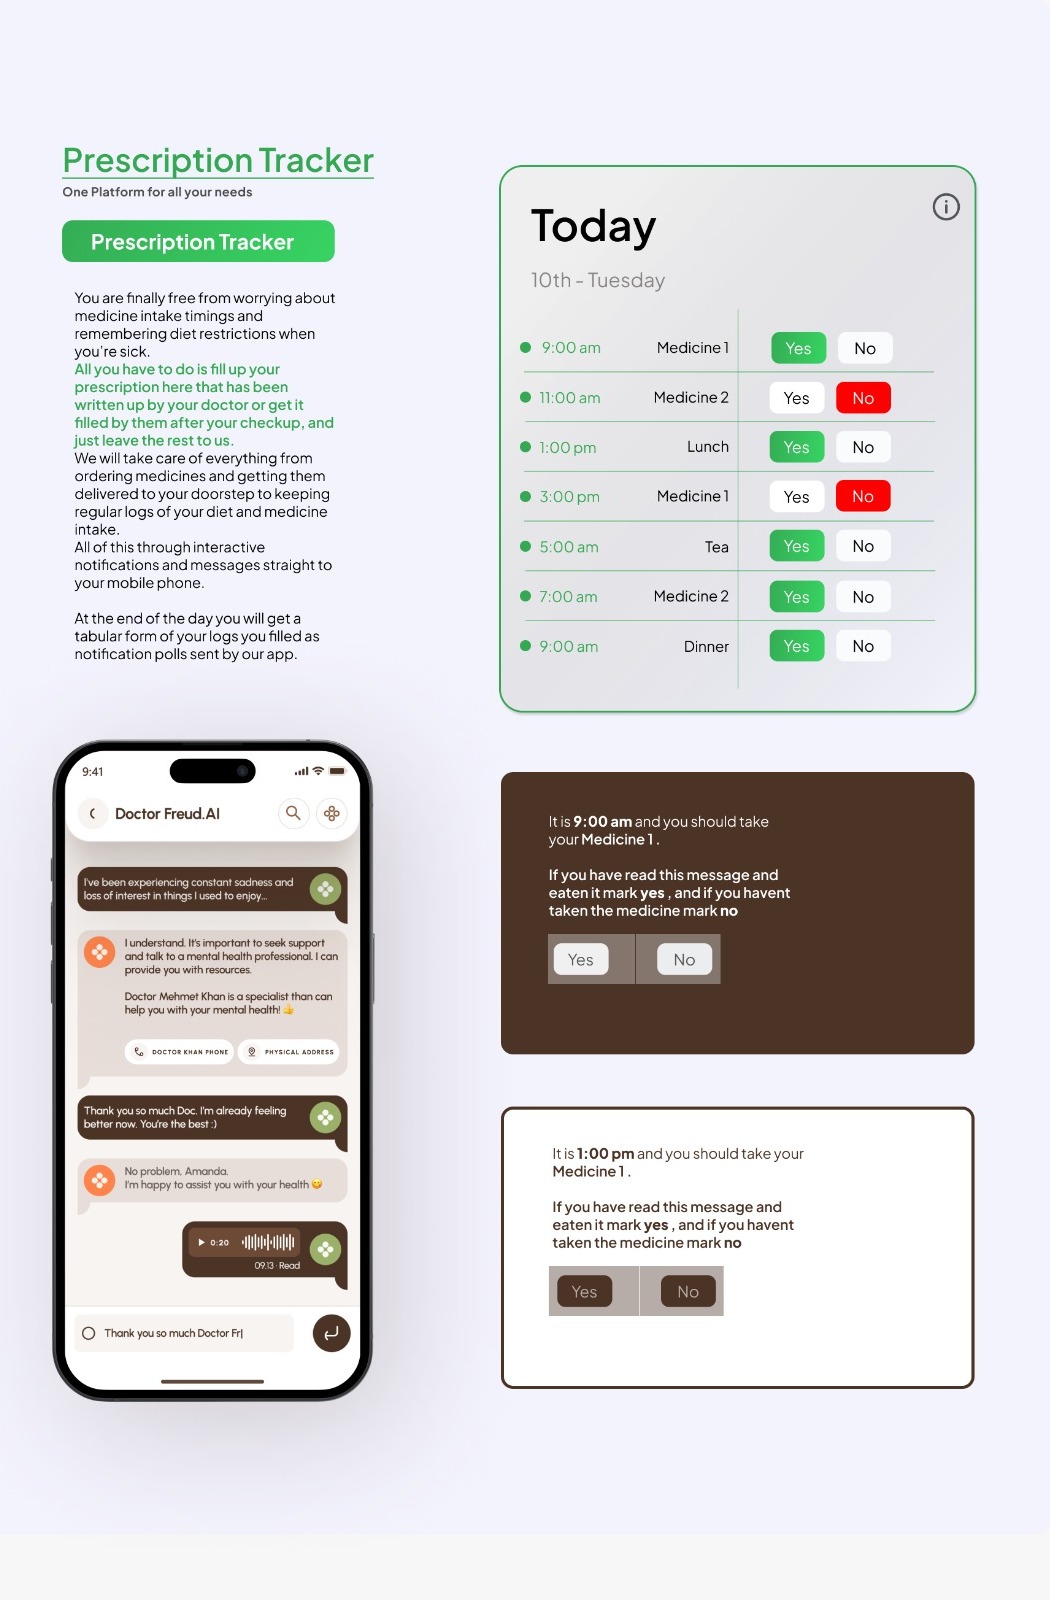 Prescription Tracker
One Platform for all your needs
Prescription Tracker
You are finally free from worrying about
medicine intake timings and
remembering diet restrictions when
you're sick.
All you have to do is fill up your
prescription here that has been
written up by your doctor or get it
filled by them after your checkup, and
just leave the rest to us.
We will take care of everything from
ordering medicines and getting them
delivered to your doorstep to keeping
regular logs of your diet and medicine
intake.
All of this through interactive
notifications and messages straight to
your mobile phone.
At the end of the day you will get a
tabular form of your logs you filled as
notification polls sent by our app.
Today
10th - Tuesday
9:00 am Medicine 1 Yes No
11:00 am Medicine 2 Yes No
1:00 pm Lunch Yes No
3:00 pm Medicine 1 Yes No
5:00 am Tea Yes No
7:00 am Medicine 2 Yes No
9:00 am Dinner Yes No
9:41
Doctor Freud.AI
I've been experiencing constant sadness and
loss of interest in things I used to enjoy...
I understand. It's important to seek support
and talk to a mental health professional. I can
provide you with resources.
Doctor Mehmet Khan is a specialist than can
help you with your mental health! 👍
DOCTOR KHAN PHONE PHYSICAL ADDRESS
Thank you so much Doc. I'm already feeling
better now. You're the best :)
No problem, Amanda.
I'm happy to assist you with your health 😋
0:20
09.13 · Read
Thank you so much Doctor Fr|
It is 9:00 am and you should take
your Medicine 1 .
If you have read this message and
eaten it mark yes , and if you havent
taken the medicine mark no
Yes No
It is 1:00 pm and you should take your
Medicine 1 .
If you have read this message and
eaten it mark yes , and if you havent
taken the medicine mark no
Yes No